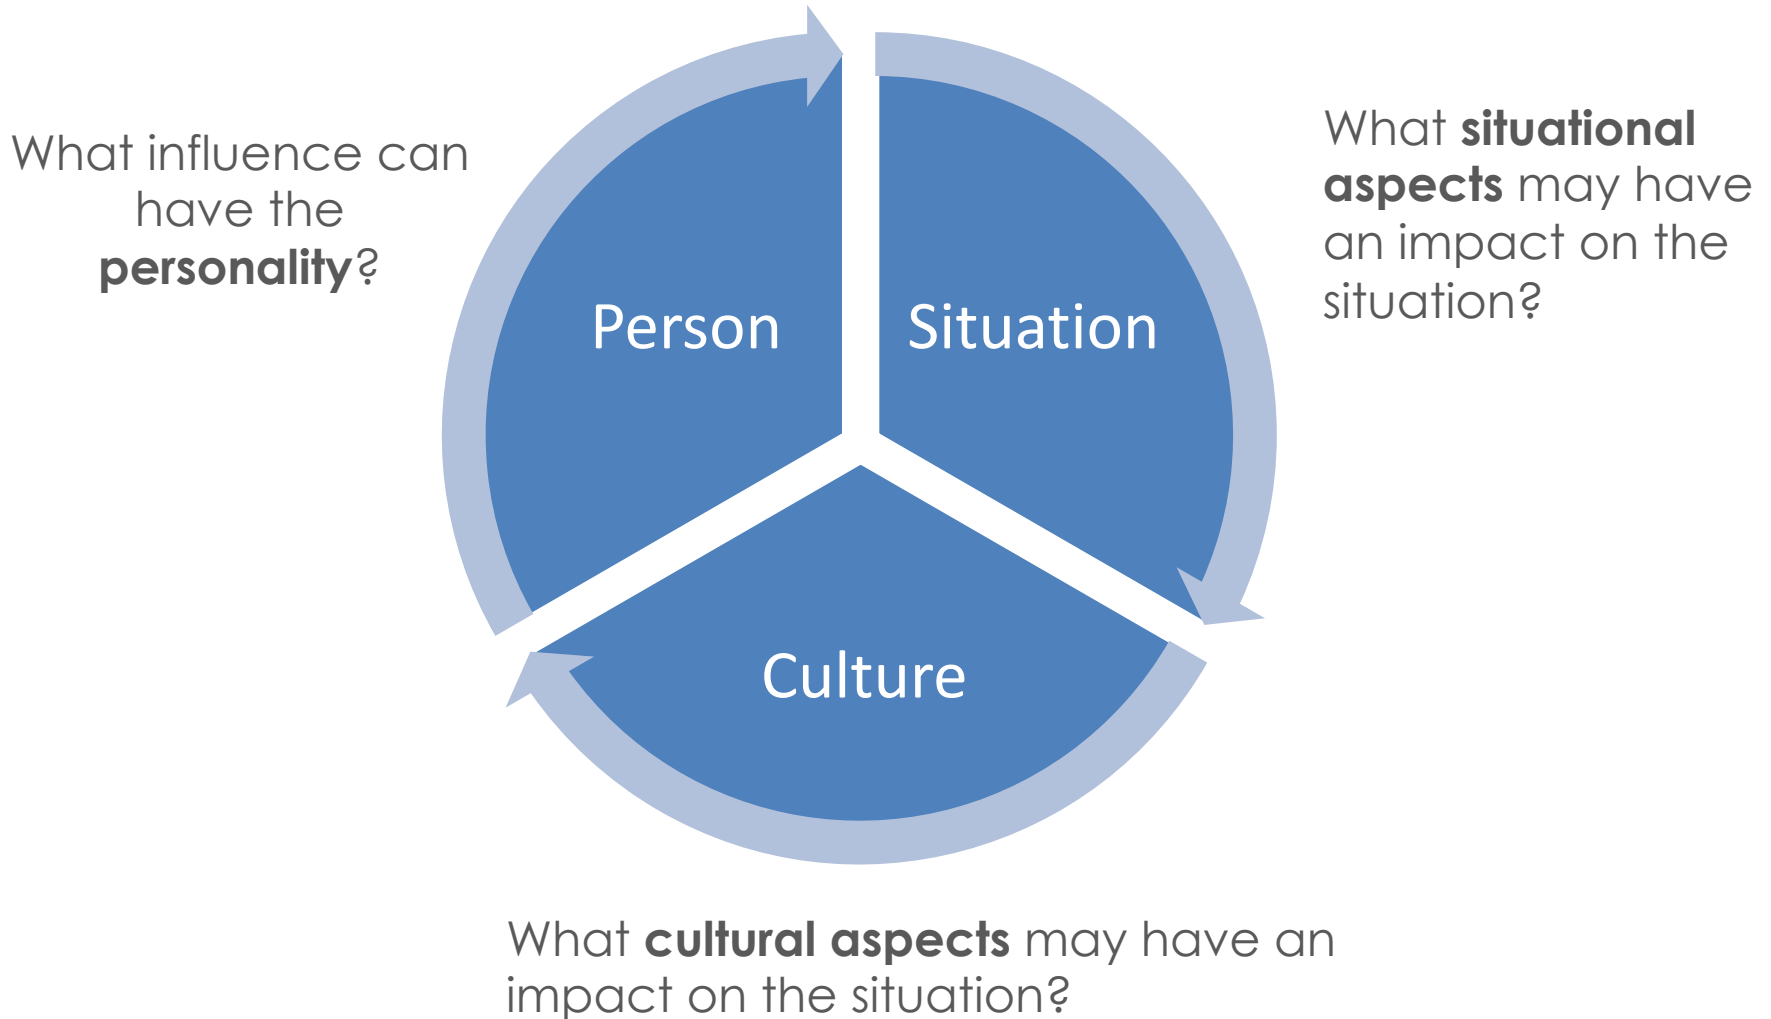 What influence can
have the
personality?
Person
Situation
What situational
aspects may have
an impact on the
situation?
Culture
What cultural aspects may have an
impact on the situation?